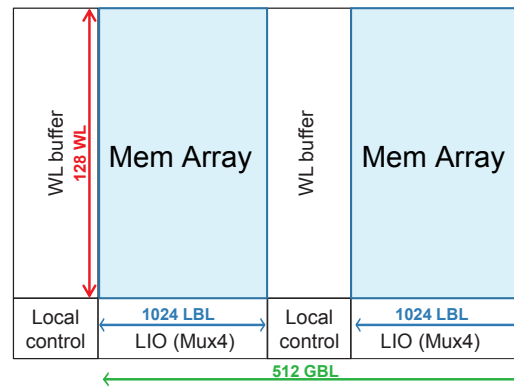 WL buffer
128 WL
Mem Array
WL buffer
Mem Array
Local
control
1024 LBL
LIO (Mux4)
Local
control
1024 LBL
LIO (Mux4)
512 GBL